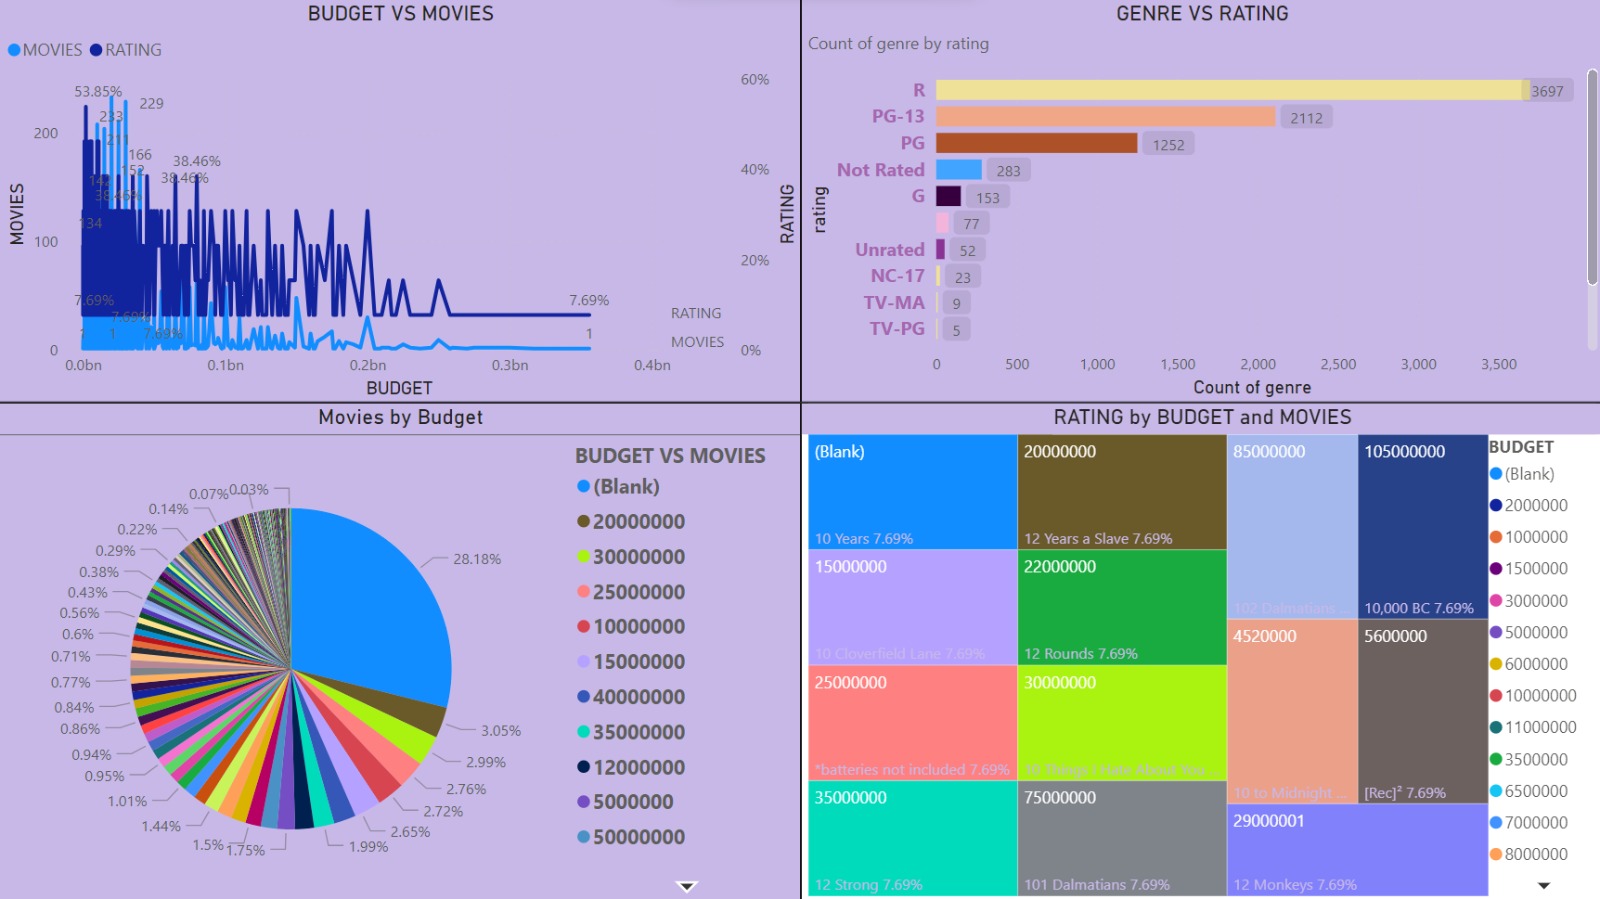 BUDGET VS MOVIES
MOVIES RATING
53.85%
233
229
211
166
152
142
38.46%
38.46%
38.46%
134
7.69%
7.69%
7.69%
7.69%
1
1
1
200
100
0
MOVIES
60%
40%
20%
0%
RATING
RATING
MOVIES
0.0bn 0.1bn 0.2bn 0.3bn 0.4bn
BUDGET
GENRE VS RATING
Count of genre by rating
R 3697
PG-13 2112
PG 1252
Not Rated 283
G 153
77
Unrated 52
NC-17 23
TV-MA 9
TV-PG 5
rating
0 500 1,000 1,500 2,000 2,500 3,000 3,500
Count of genre
Movies by Budget
28.18%
3.05%
2.99%
2.76%
2.72%
2.65%
1.99%
1.75%
1.5%
1.44%
1.01%
0.95%
0.94%
0.86%
0.84%
0.77%
0.71%
0.6%
0.56%
0.43%
0.38%
0.29%
0.22%
0.14%
0.07%
0.03%
BUDGET VS MOVIES
(Blank)
20000000
30000000
25000000
10000000
15000000
40000000
35000000
12000000
5000000
50000000
RATING by BUDGET and MOVIES
(Blank)
10 Years 7.69%
15000000
10 Cloverfield Lane 7.69%
25000000
*batteries not included 7.69%
35000000
12 Strong 7.69%
20000000
12 Years a Slave 7.69%
22000000
12 Rounds 7.69%
30000000
10 Things I Hate About You ...
75000000
101 Dalmatians 7.69%
85000000
102 Dalmatians ...
105000000
10,000 BC 7.69%
4520000
10 to Midnight ...
5600000
[Rec]² 7.69%
29000001
12 Monkeys 7.69%
BUDGET
(Blank)
2000000
1000000
1500000
3000000
5000000
6000000
10000000
11000000
3500000
6500000
7000000
8000000